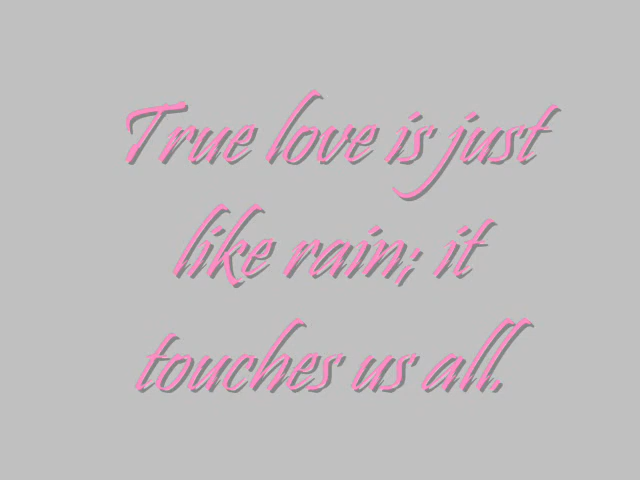 True love is just
like rain; it
touches us all.